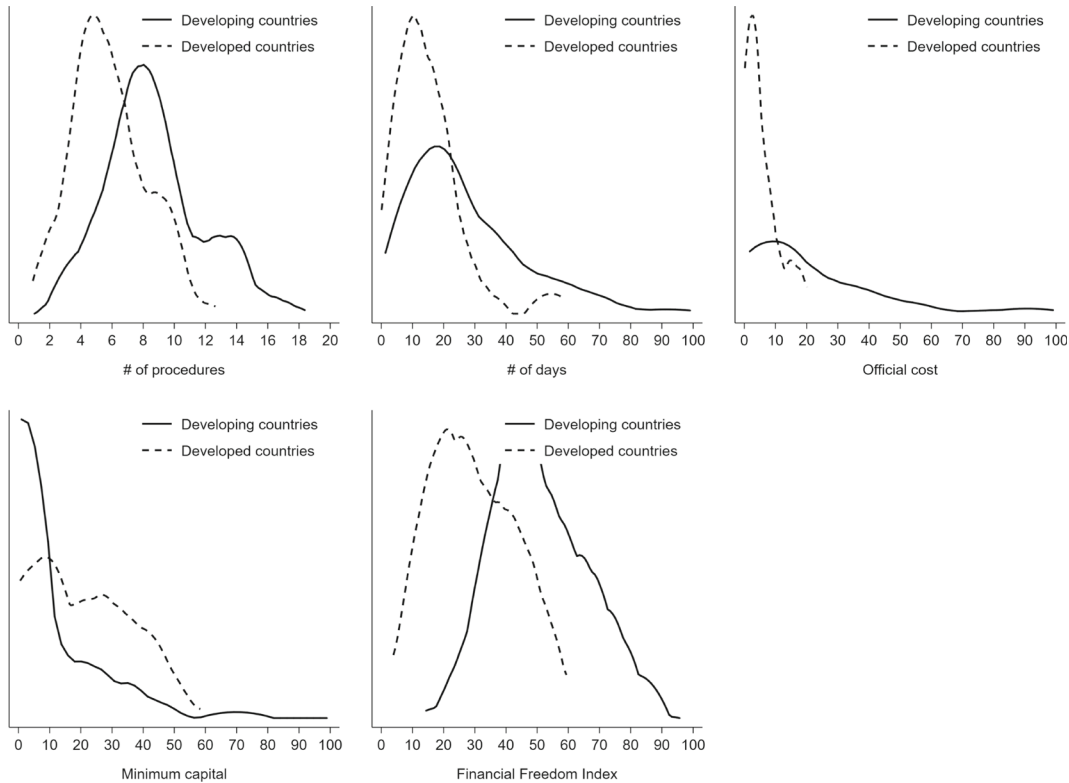 Developing countries
Developed countries
0 2 4 6 8 10 12 14 16 18 20
# of procedures
Developing countries
Developed countries
0 10 20 30 40 50 60 70 80 90 100
# of days
Developing countries
Developed countries
0 10 20 30 40 50 60 70 80 90 100
Official cost
Developing countries
Developed countries
0 10 20 30 40 50 60 70 80 90 100
Minimum capital
Developing countries
Developed countries
0 10 20 30 40 50 60 70 80 90 100
Financial Freedom Index